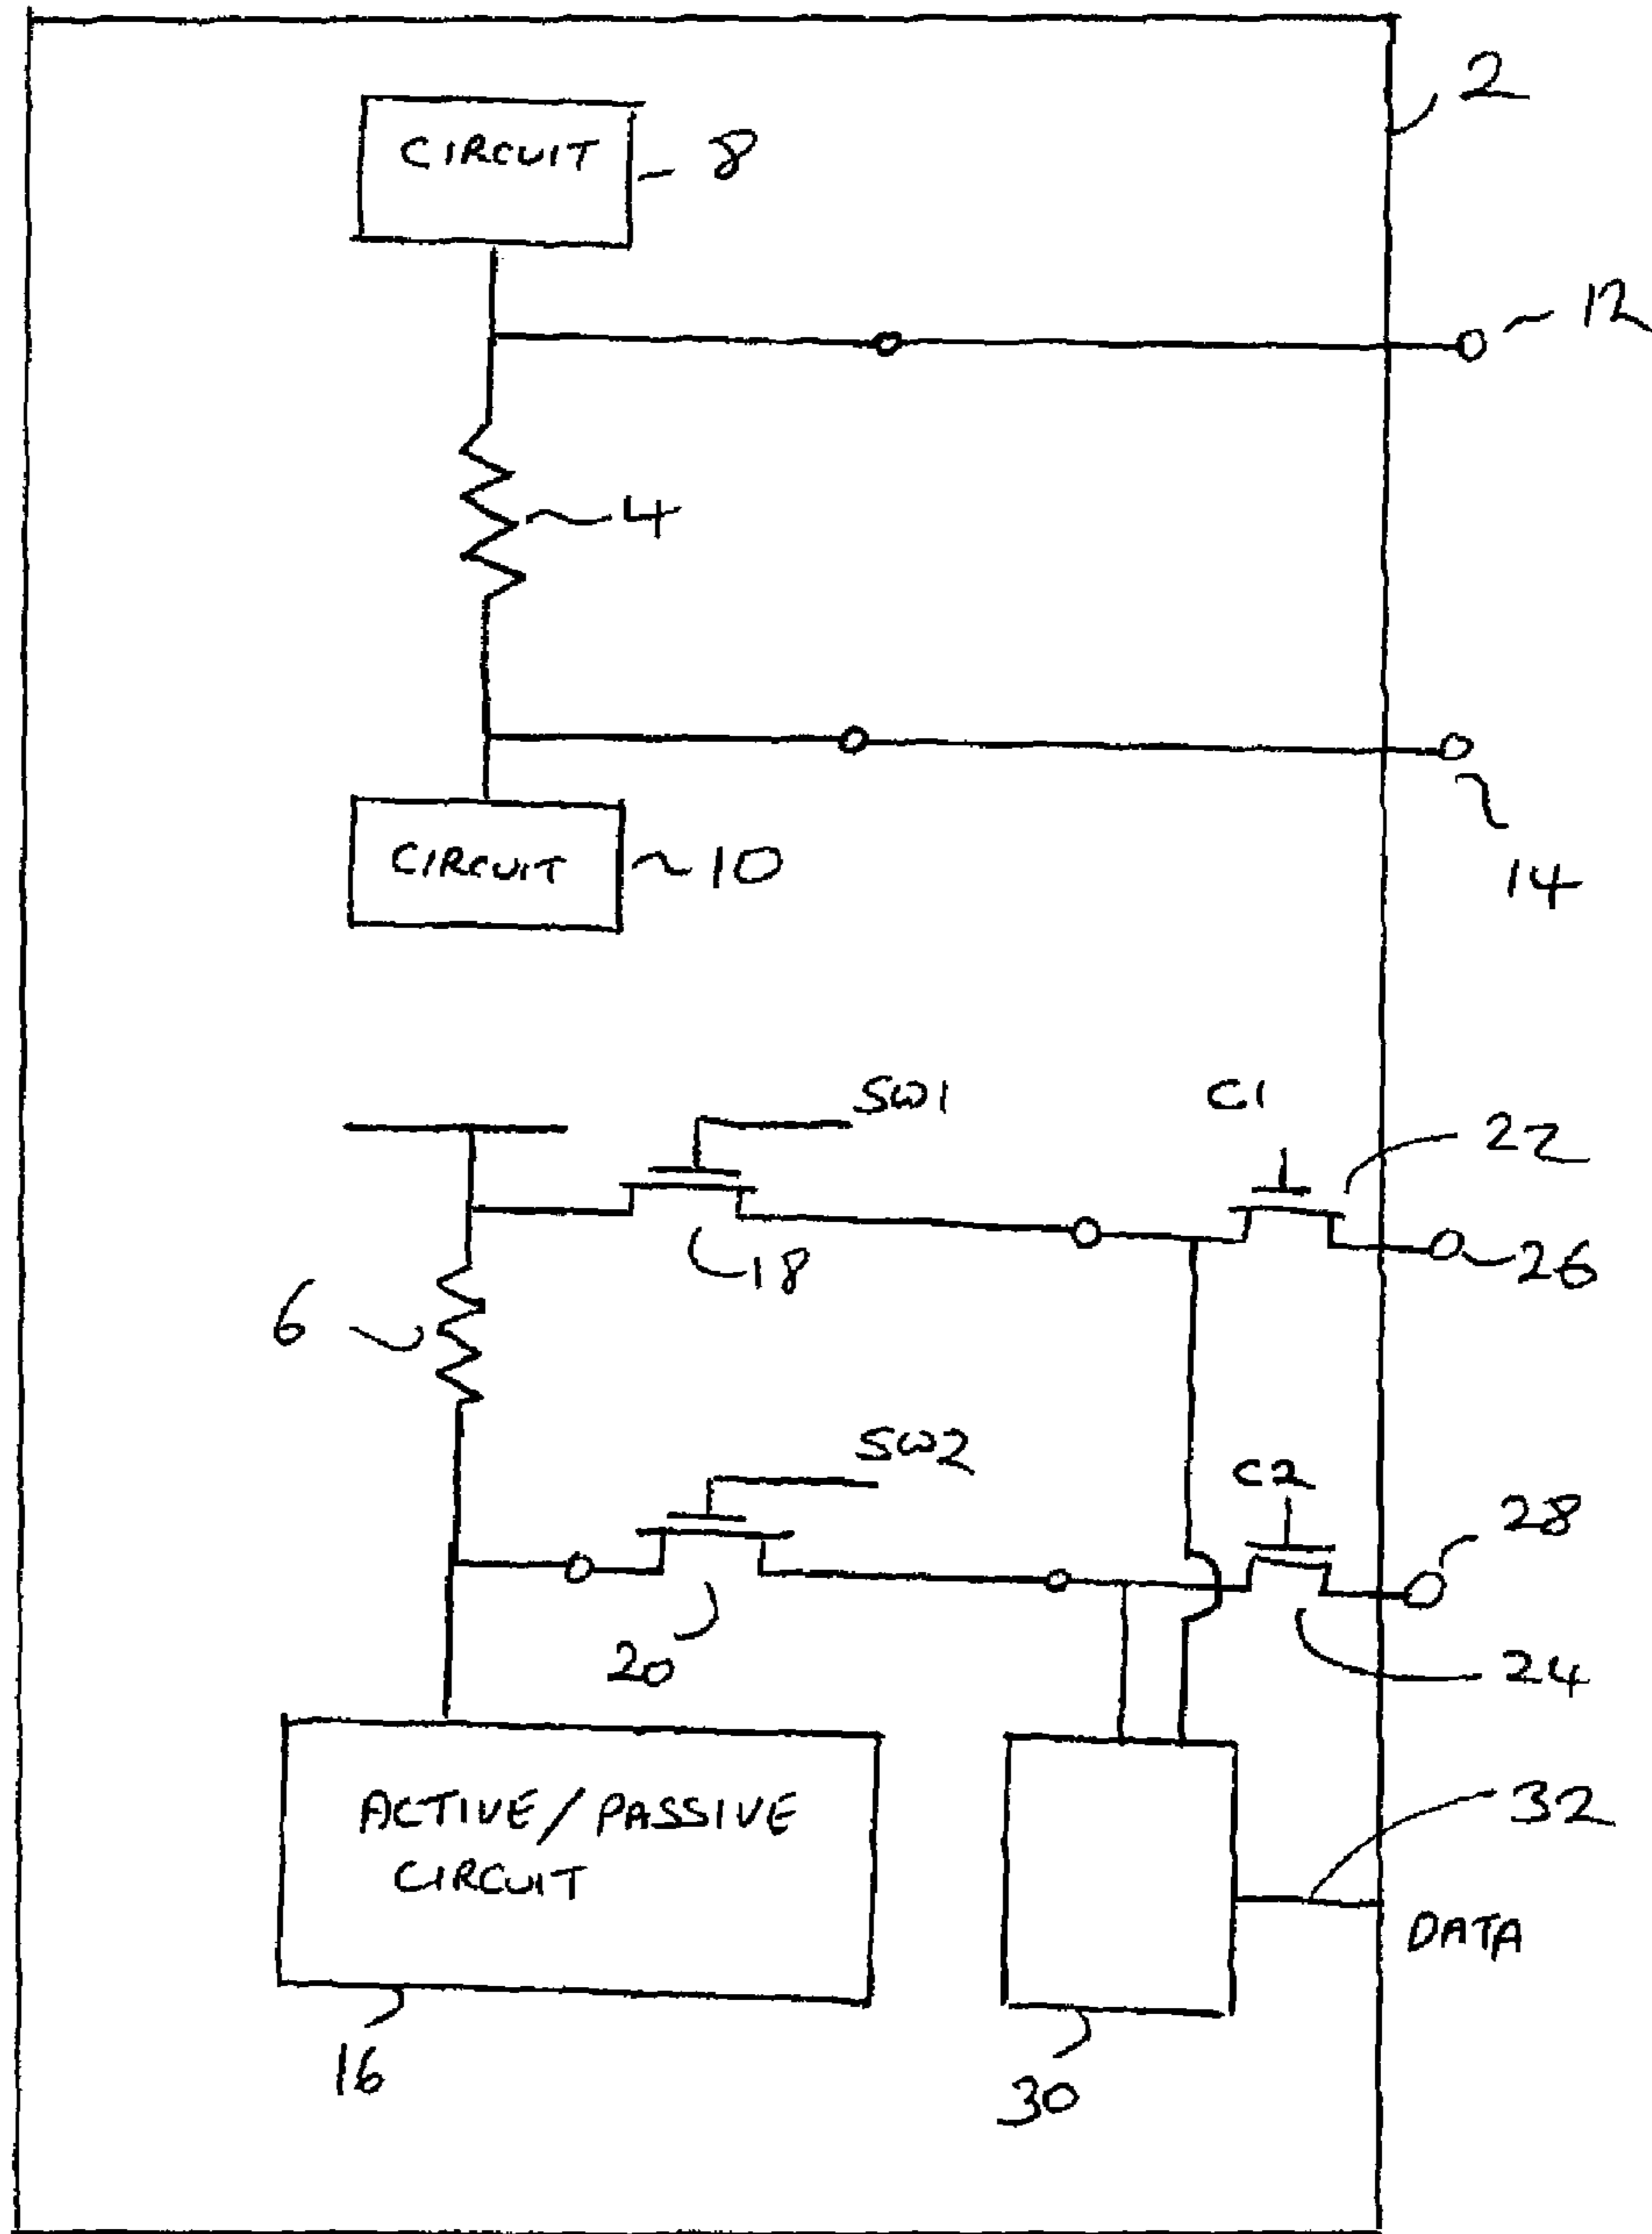 2
CIRCUIT
8
12
4
CIRCUIT
10
14
SW1
C1
22
18
26
6
SW2
C2
28
20
24
ACTIVE/PASSIVE
CIRCUIT
32
DATA
16
30